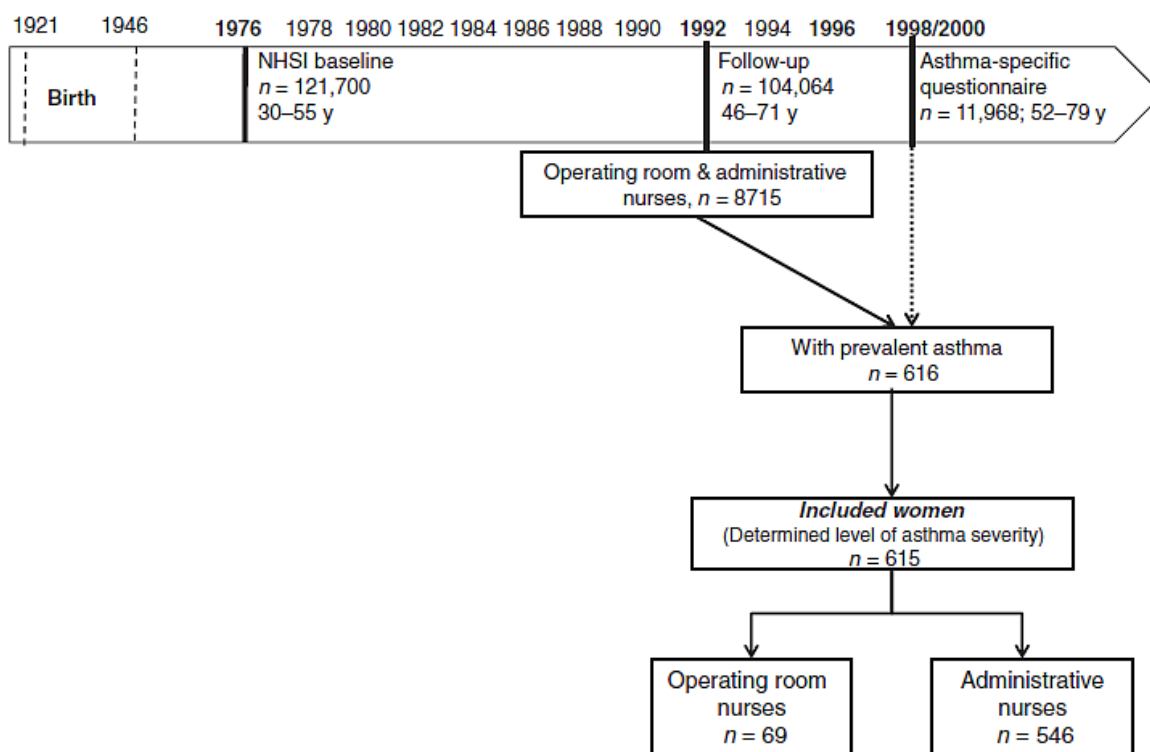 1921 1946 1976 1978 1980 1982 1984 1986 1988 1990 1992 1994 1996 1998/2000
Birth
NHSI baseline
n = 121,700
30–55 y
Follow-up
n = 104,064
46–71 y
Asthma-specific
questionnaire
n = 11,968; 52–79 y
Operating room & administrative
nurses, n = 8715
With prevalent asthma
n = 616
Included women
(Determined level of asthma severity)
n = 615
Operating room
nurses
n = 69
Administrative
nurses
n = 546